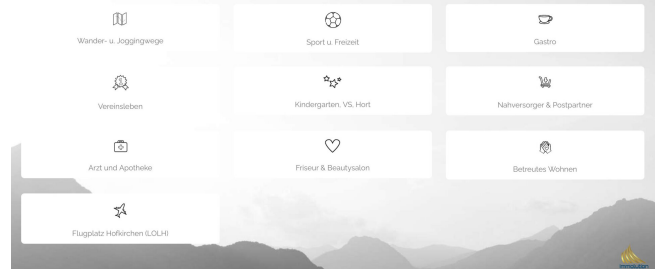 Wander- u. Joggingwege
Sport u. Freizeit
Gastro
Vereinsleben
Kindergarten, VS, Hort
Nahversorger & Postpartner
Arzt und Apotheke
Friseur & Beautysalon
Betreutes Wohnen
Flugplatz Hofkirchen (LOLH)
immolution